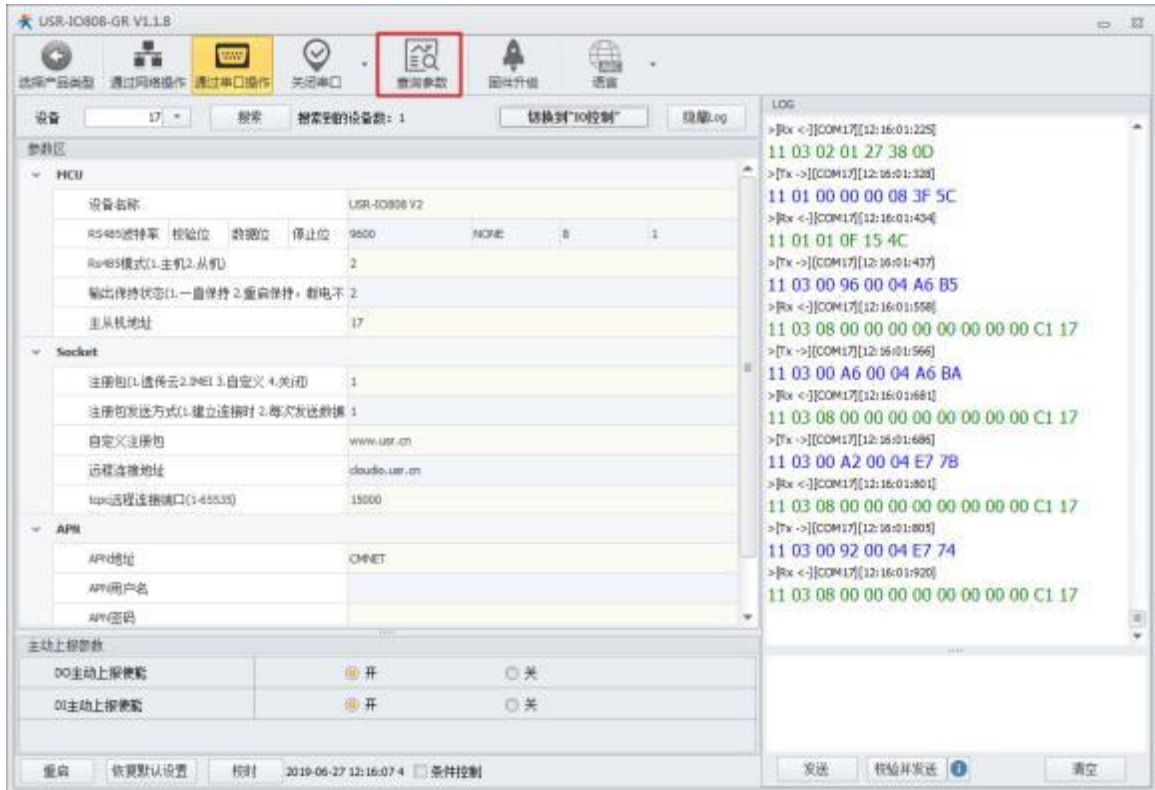 USR-IO808-GR V1.1.8
选择产品类型 通过网络操作 通过串口操作 关闭串口 查询参数 固件升级 语言
设备 17 搜索 搜索到的设备数: 1 切换到"IO控制" 隐藏Log
参数区
MCU
设备名称 USR-IO808 V2
RS485波特率 校验位 数据位 停止位 9600 NONE 8 1
Rs485模式(1.主机2.从机) 2
输出保持状态(1.一直保持 2.重启保持，断电不 2
主从机地址 17
Socket
注册包(1.透传云2.IMEI 3.自定义 4.关闭) 1
注册包发送方式(1.建立连接时 2.每次发送数据 1
自定义注册包 www.usr.cn
远程连接地址 cloudio.usr.cn
tcpc远程连接端口(1-65535) 15000
APN
APN地址 CMNET
APN用户名
APN密码
主动上报参数
DO主动上报使能 开 关
DI主动上报使能 开 关
重启 恢复默认设置 校时 2019-06-27 12:16:07 4 条件控制
LOG
>[Rx <-][COM17][12:16:01:225]
11 03 02 01 27 38 0D
>[Tx ->][COM17][12:16:01:328]
11 01 00 00 00 08 3F 5C
>[Rx <-][COM17][12:16:01:434]
11 01 01 0F 15 4C
>[Tx ->][COM17][12:16:01:437]
11 03 00 96 00 04 A6 B5
>[Rx <-][COM17][12:16:01:558]
11 03 08 00 00 00 00 00 00 00 00 C1 17
>[Tx ->][COM17][12:16:01:566]
11 03 00 A6 00 04 A6 BA
>[Rx <-][COM17][12:16:01:681]
11 03 08 00 00 00 00 00 00 00 00 C1 17
>[Tx ->][COM17][12:16:01:686]
11 03 00 A2 00 04 E7 7B
>[Rx <-][COM17][12:16:01:801]
11 03 08 00 00 00 00 00 00 00 00 C1 17
>[Tx ->][COM17][12:16:01:805]
11 03 00 92 00 04 E7 74
>[Rx <-][COM17][12:16:01:920]
11 03 08 00 00 00 00 00 00 00 00 C1 17
发送 校验并发送 清空